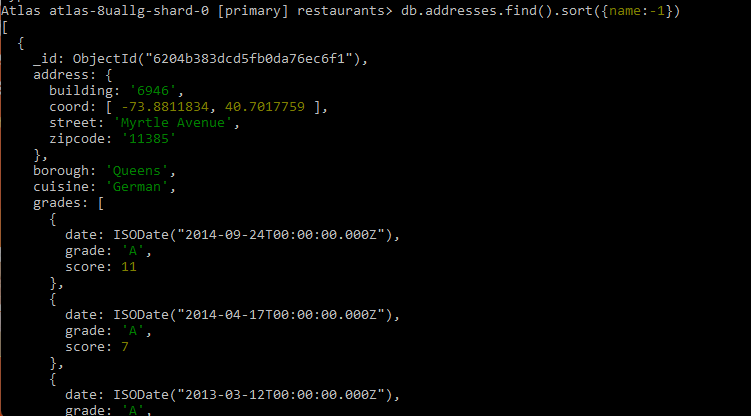 Atlas atlas-8uallg-shard-0 [primary] restaurants> db.addresses.find().sort({name:-1})
[
  {
    _id: ObjectId("6204b383dcd5fb0da76ec6f1"),
    address: {
      building: '6946',
      coord: [ -73.8811834, 40.7017759 ],
      street: 'Myrtle Avenue',
      zipcode: '11385'
    },
    borough: 'Queens',
    cuisine: 'German',
    grades: [
      {
        date: ISODate("2014-09-24T00:00:00.000Z"),
        grade: 'A',
        score: 11
      },
      {
        date: ISODate("2014-04-17T00:00:00.000Z"),
        grade: 'A',
        score: 7
      },
      {
        date: ISODate("2013-03-12T00:00:00.000Z"),
        grade: 'A',